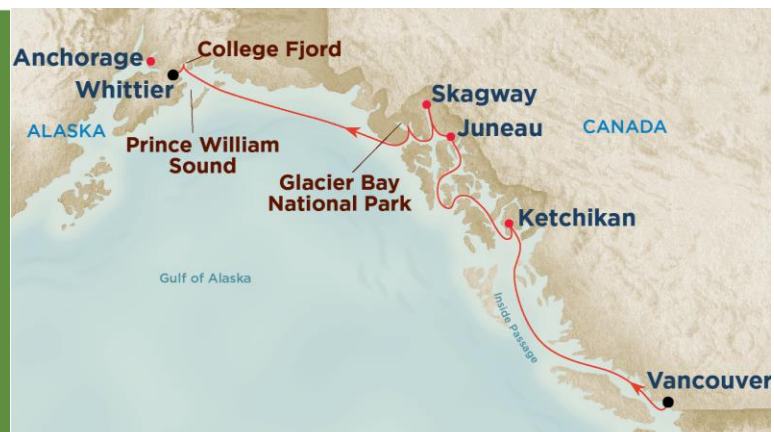 College Fjord
Anchorage
Whittier
Skagway
ALASKA
Juneau
CANADA
Prince William
Sound
Glacier Bay
National Park
Ketchikan
Gulf of Alaska
Inside Passage
Vancouver